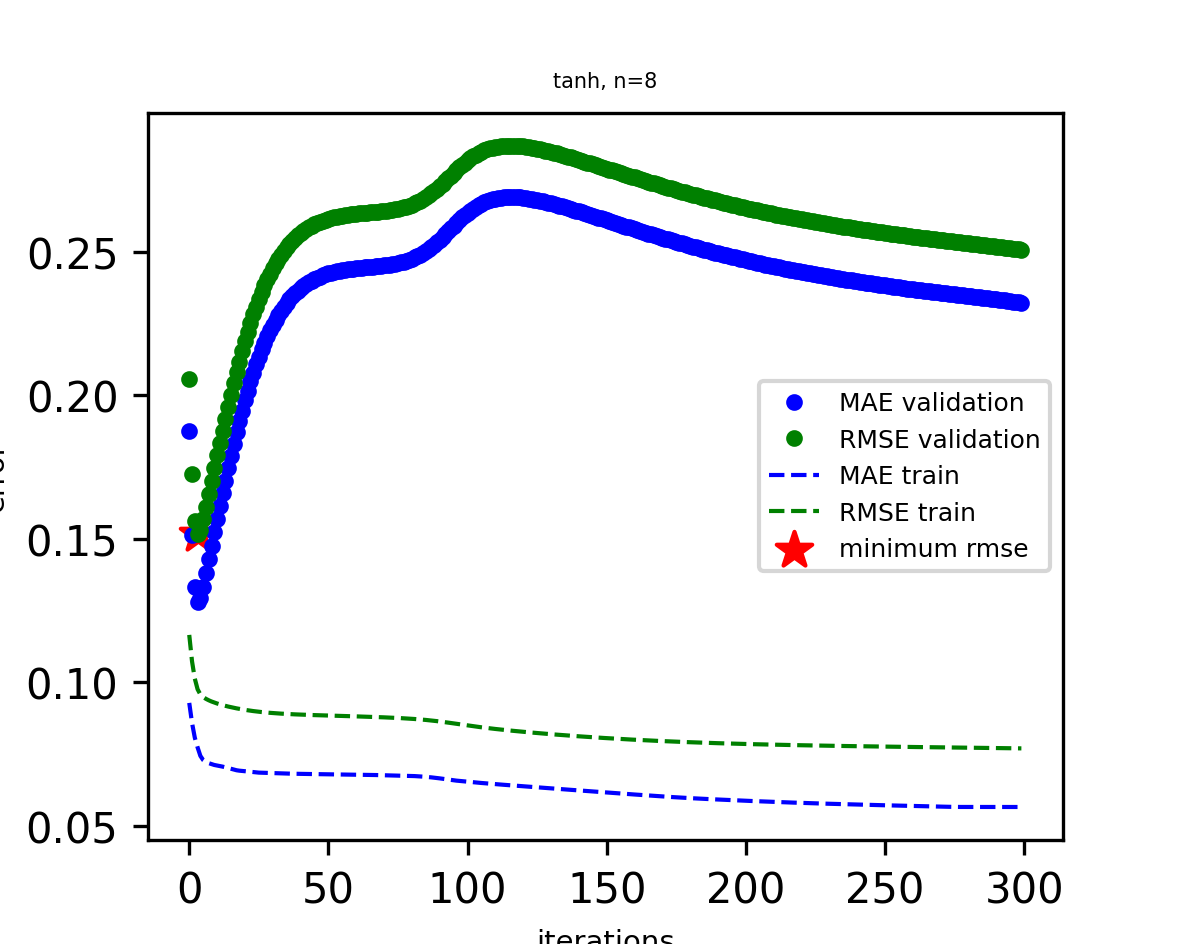 tanh, n=8
0.25
0.20
0.15
0.10
0.05
MAE validation
RMSE validation
MAE train
RMSE train
minimum rmse
0 50 100 150 200 250 300
iterations